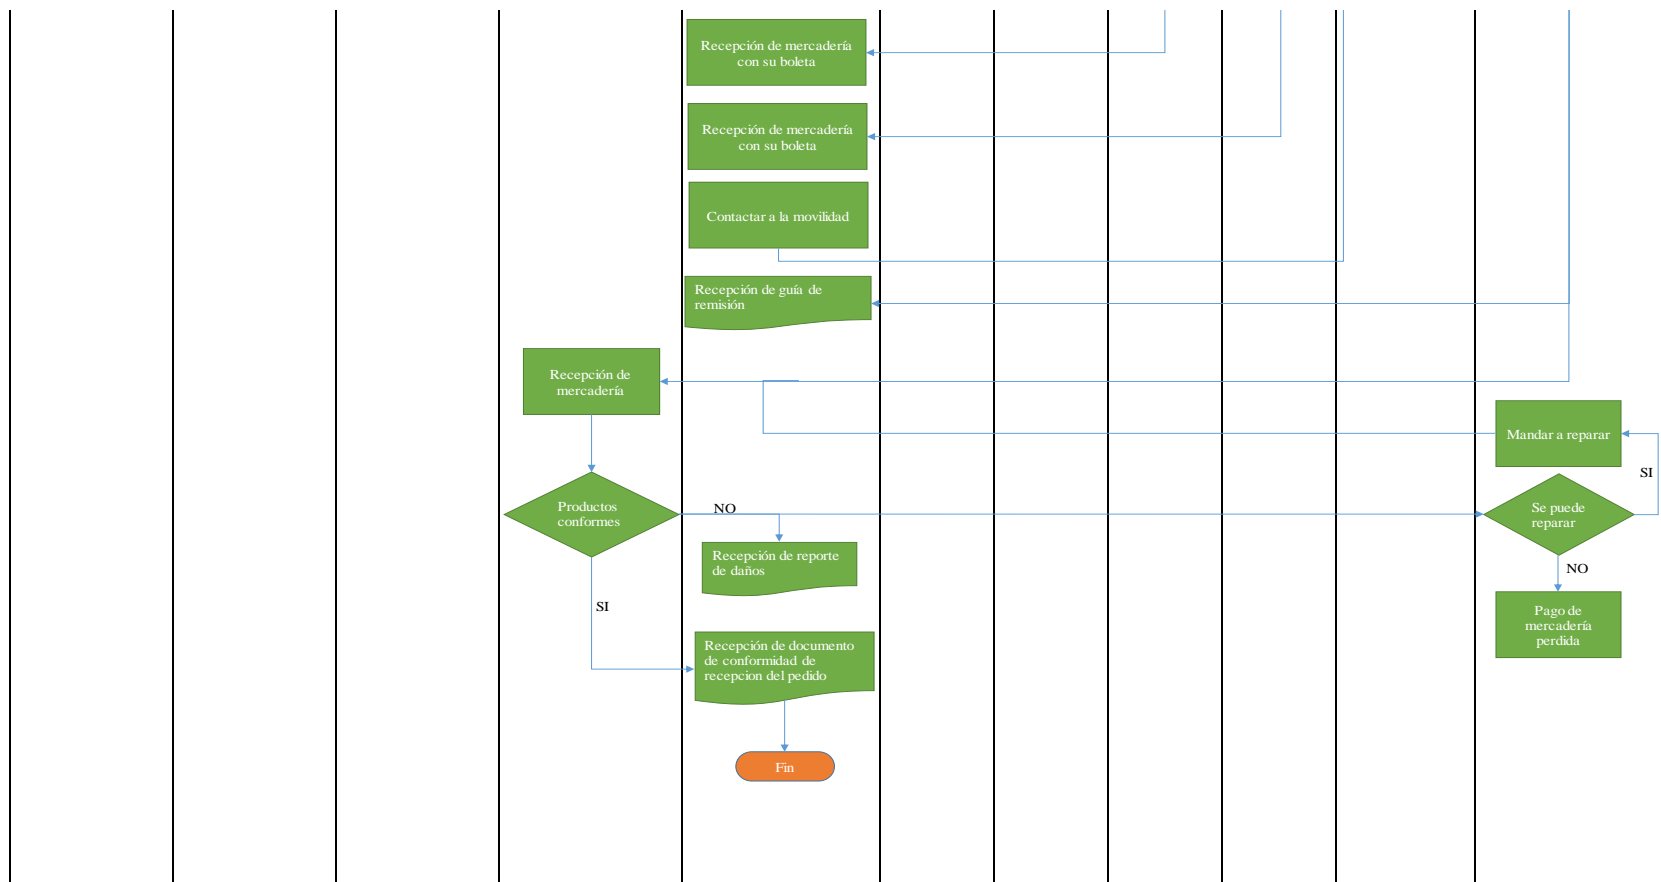 Recepción de mercadería
con su boleta
Recepción de mercadería
con su boleta
Contactar a la movilidad
Recepción de guía de
remisión
Recepción de
mercadería
Mandar a reparar
SI
Productos
conformes
NO
Se puede
reparar
Recepción de reporte
de daños
NO
SI
Pago de
mercadería
perdida
Recepción de documento
de conformidad de
recepcion del pedido
Fin